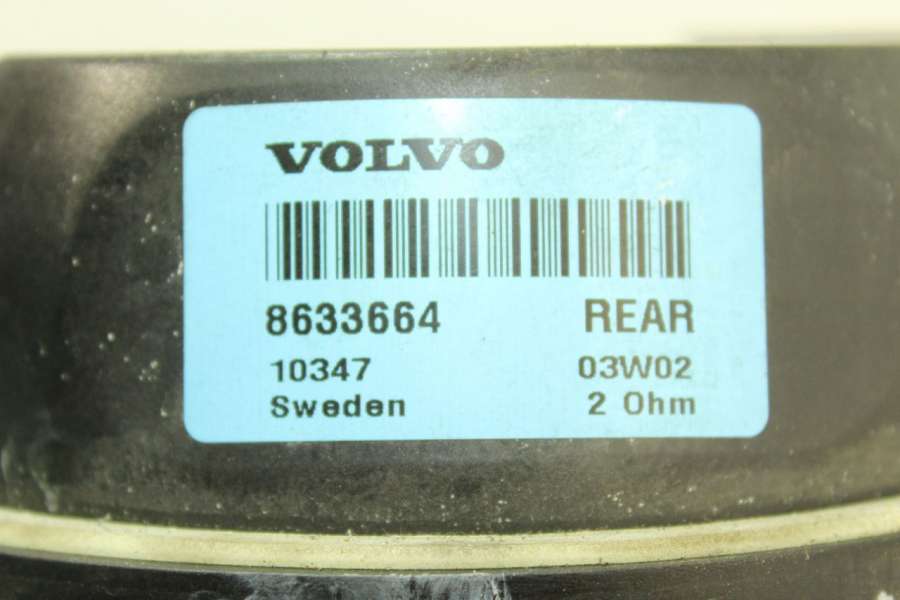 VOLVO
8633664 REAR
10347 03W02
Sweden 2 Ohm